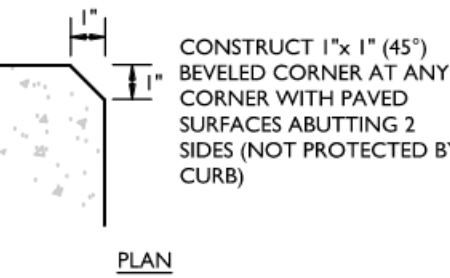 1"
1"
CONSTRUCT 1"x 1" (45°)
BEVELED CORNER AT ANY
CORNER WITH PAVED
SURFACES ABUTTING 2
SIDES (NOT PROTECTED BY
CURB)
PLAN